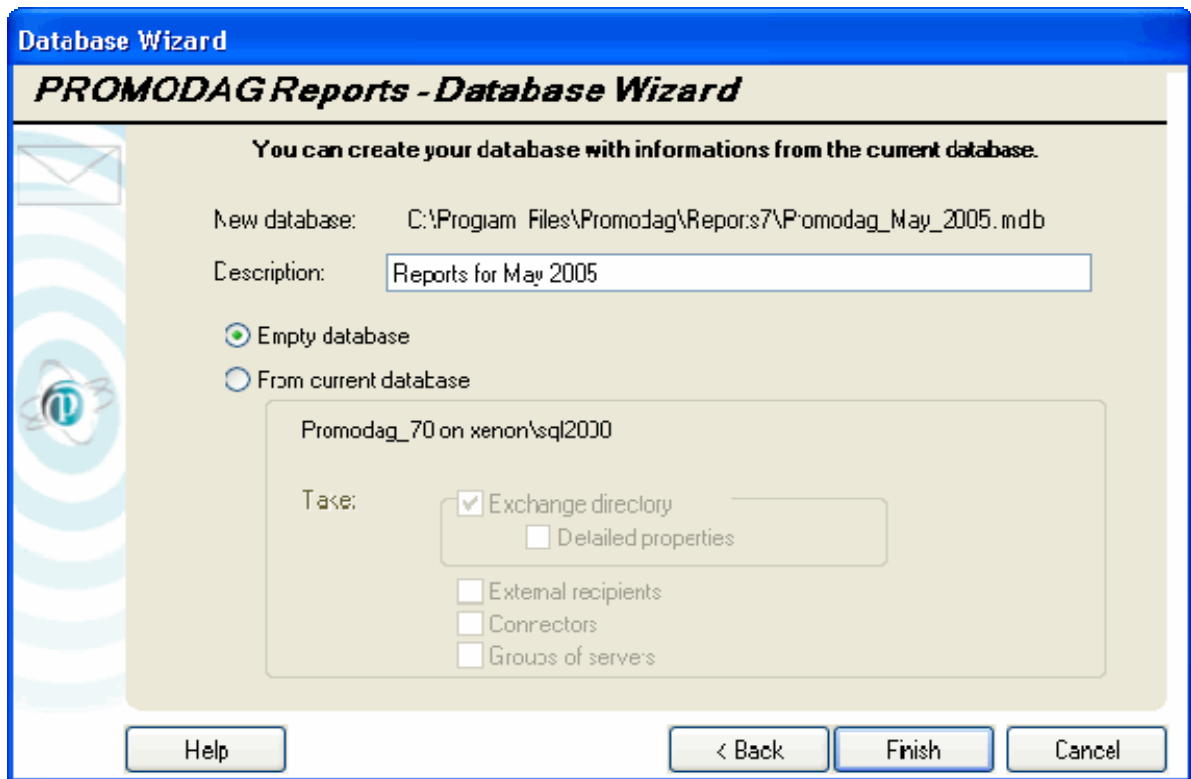 Database Wizard
PROMODAG Reports - Database Wizard
You can create your database with informations from the current database.
New database: C:\Program Files\Promodag\Reports7\Promodag_May_2005.mdb
Description: Reports for May 2005
Empty database
From current database
Promodag_70 on xenon\sql2000
Take: Exchange directory
Detailed properties
External recipients
Connectors
Groups of servers
Help < Back Finish Cancel